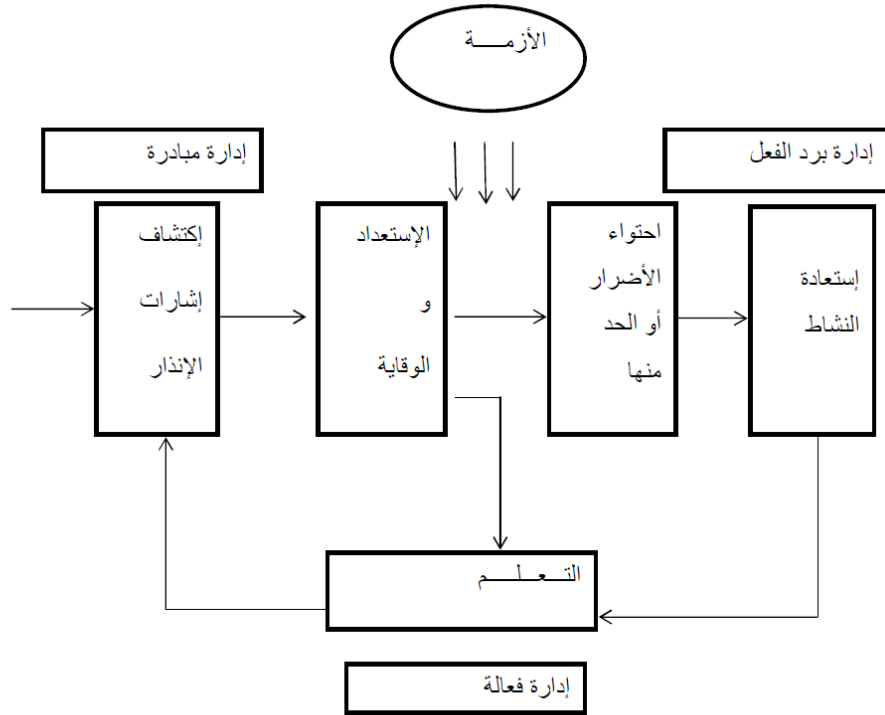 الأزمـــــة
إدارة مبادرة
إدارة برد الفعل
إكتشاف
إشارات
الإنذار
الإستعداد
و
الوقاية
احتواء
الأضرار
أو الحد
منها
إستعادة
النشاط
التـــعـــلـــــم
إدارة فعالة